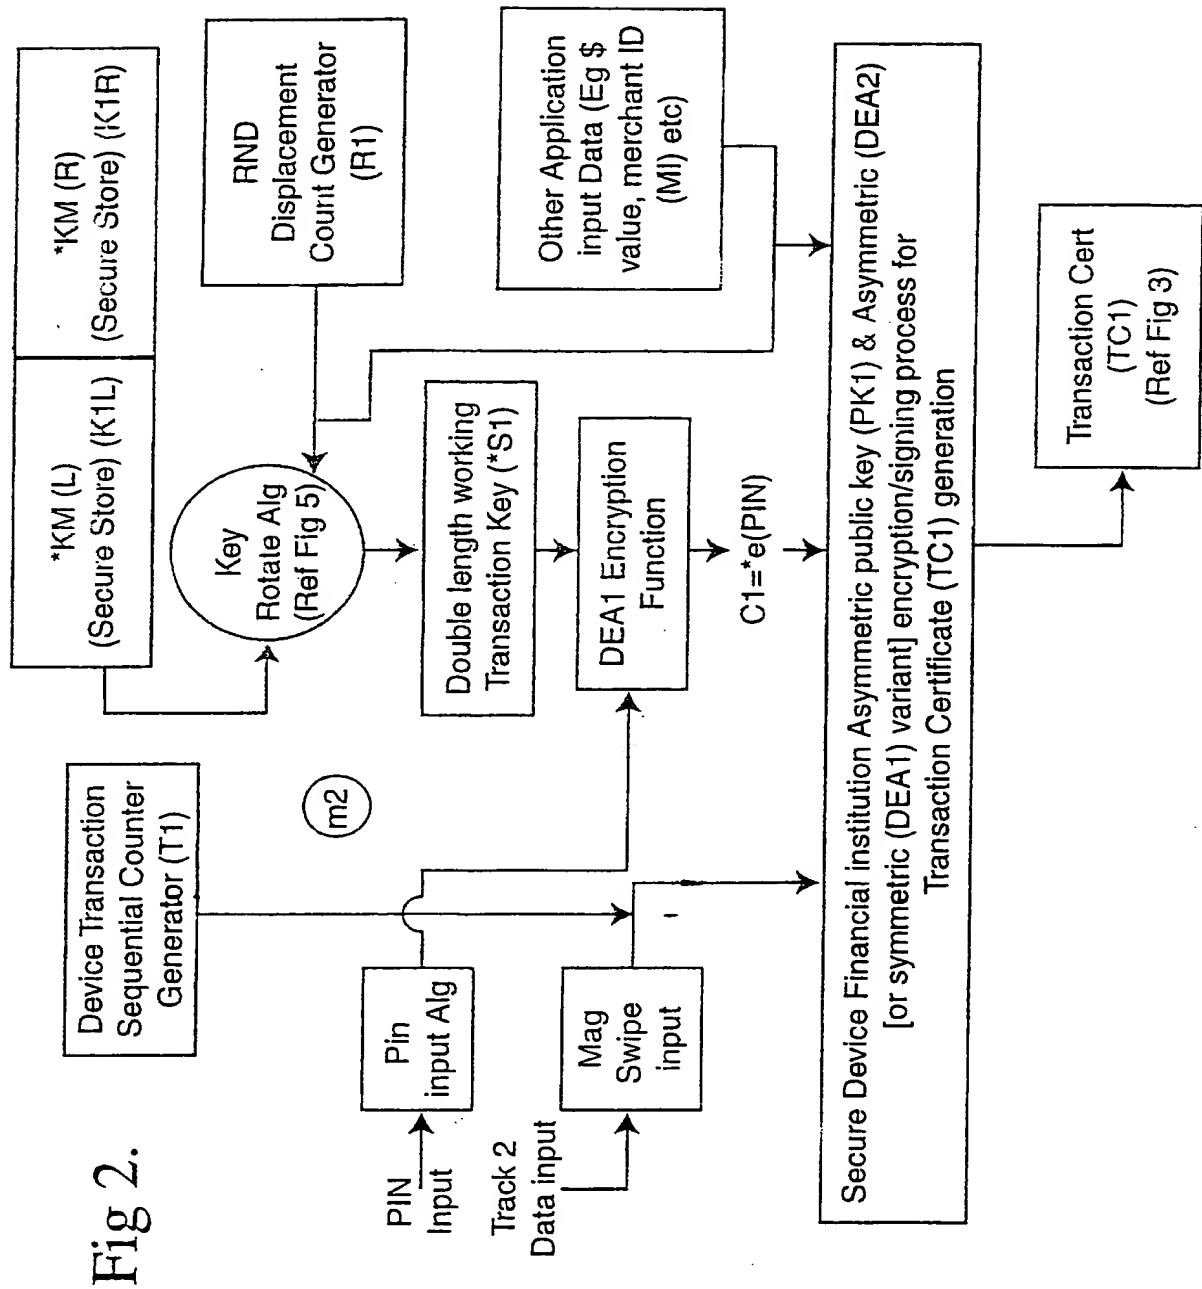 Fig 2.
Device Transaction
Sequential Counter
Generator (T1)
*KM (L)
(Secure Store) (K1L)
*KM (R)
(Secure Store) (K1R)
m2
Key
Rotate Alg
(Ref Fig 5)
RND
Displacement
Count Generator
(R1)
PIN
Input
Pin
input Alg
Double length working
Transaction Key (*S1)
Track 2
Data input
Mag
Swipe
input
DEA1 Encryption
Function
Other Application
input Data (Eg $
value, merchant ID
(MI) etc)
C1=*e(PIN)
Secure Device Financial institution Asymmetric public key (PK1) & Asymmetric (DEA2)
[or symmetric (DEA1) variant] encryption/signing process for
Transaction Certificate (TC1) generation
Transaction Cert
(TC1)
(Ref Fig 3)